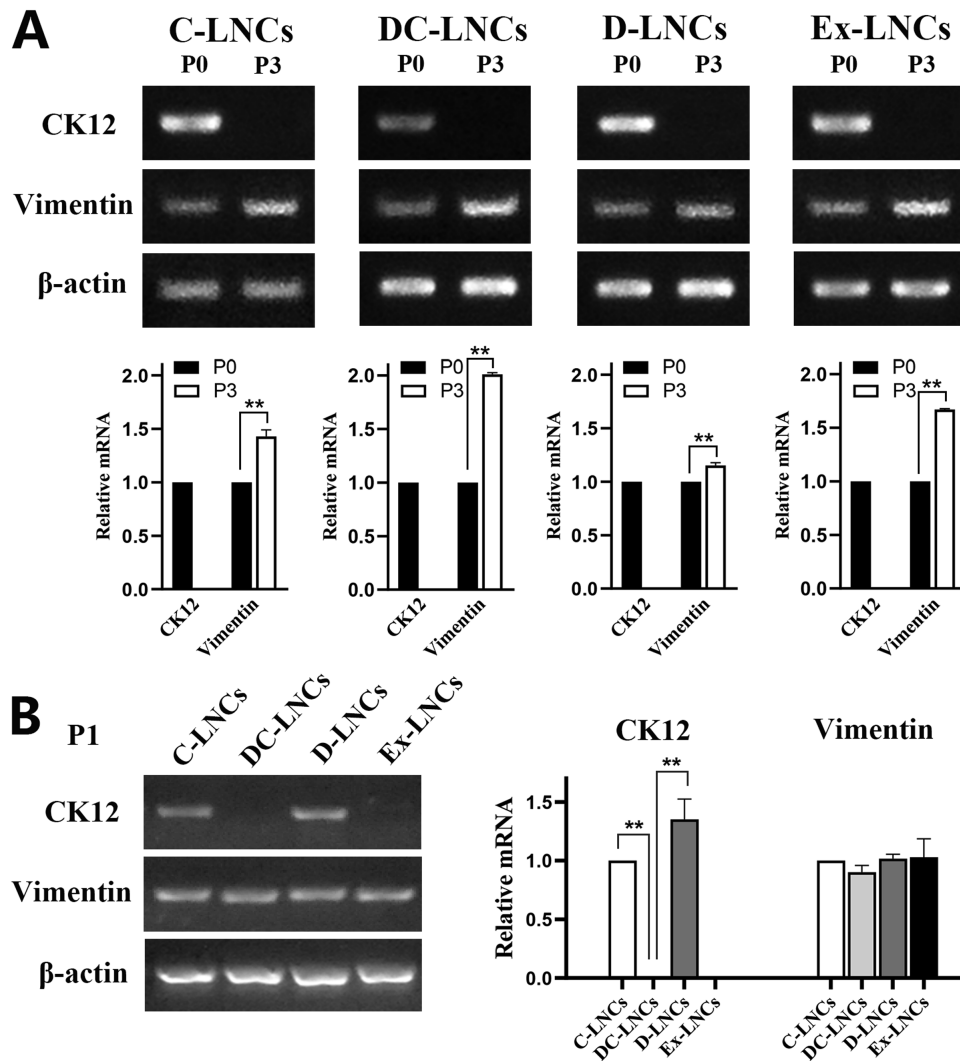 A
C-LNCs DC-LNCs D-LNCs Ex-LNCs
P0 P3 P0 P3 P0 P3 P0 P3
CK12
Vimentin
β-actin
P0 P0 P0 P0
P3 P3 P3 P3
** ** ** **
Relative mRNA
2.0
1.5
1.0
0.5
0.0
CK12
Vimentin
Relative mRNA
2.0
1.5
1.0
0.5
0.0
CK12
Vimentin
Relative mRNA
2.0
1.5
1.0
0.5
0.0
CK12
Vimentin
Relative mRNA
2.0
1.5
1.0
0.5
0.0
CK12
Vimentin
B
P1
C-LNCs DC-LNCs D-LNCs Ex-LNCs
CK12
Vimentin
β-actin
CK12 Vimentin
Relative mRNA
1.5
1.0
0.5
0.0
** **
C-LNCs DC-LNCs D-LNCs Ex-LNCs
C-LNCs DC-LNCs D-LNCs Ex-LNCs